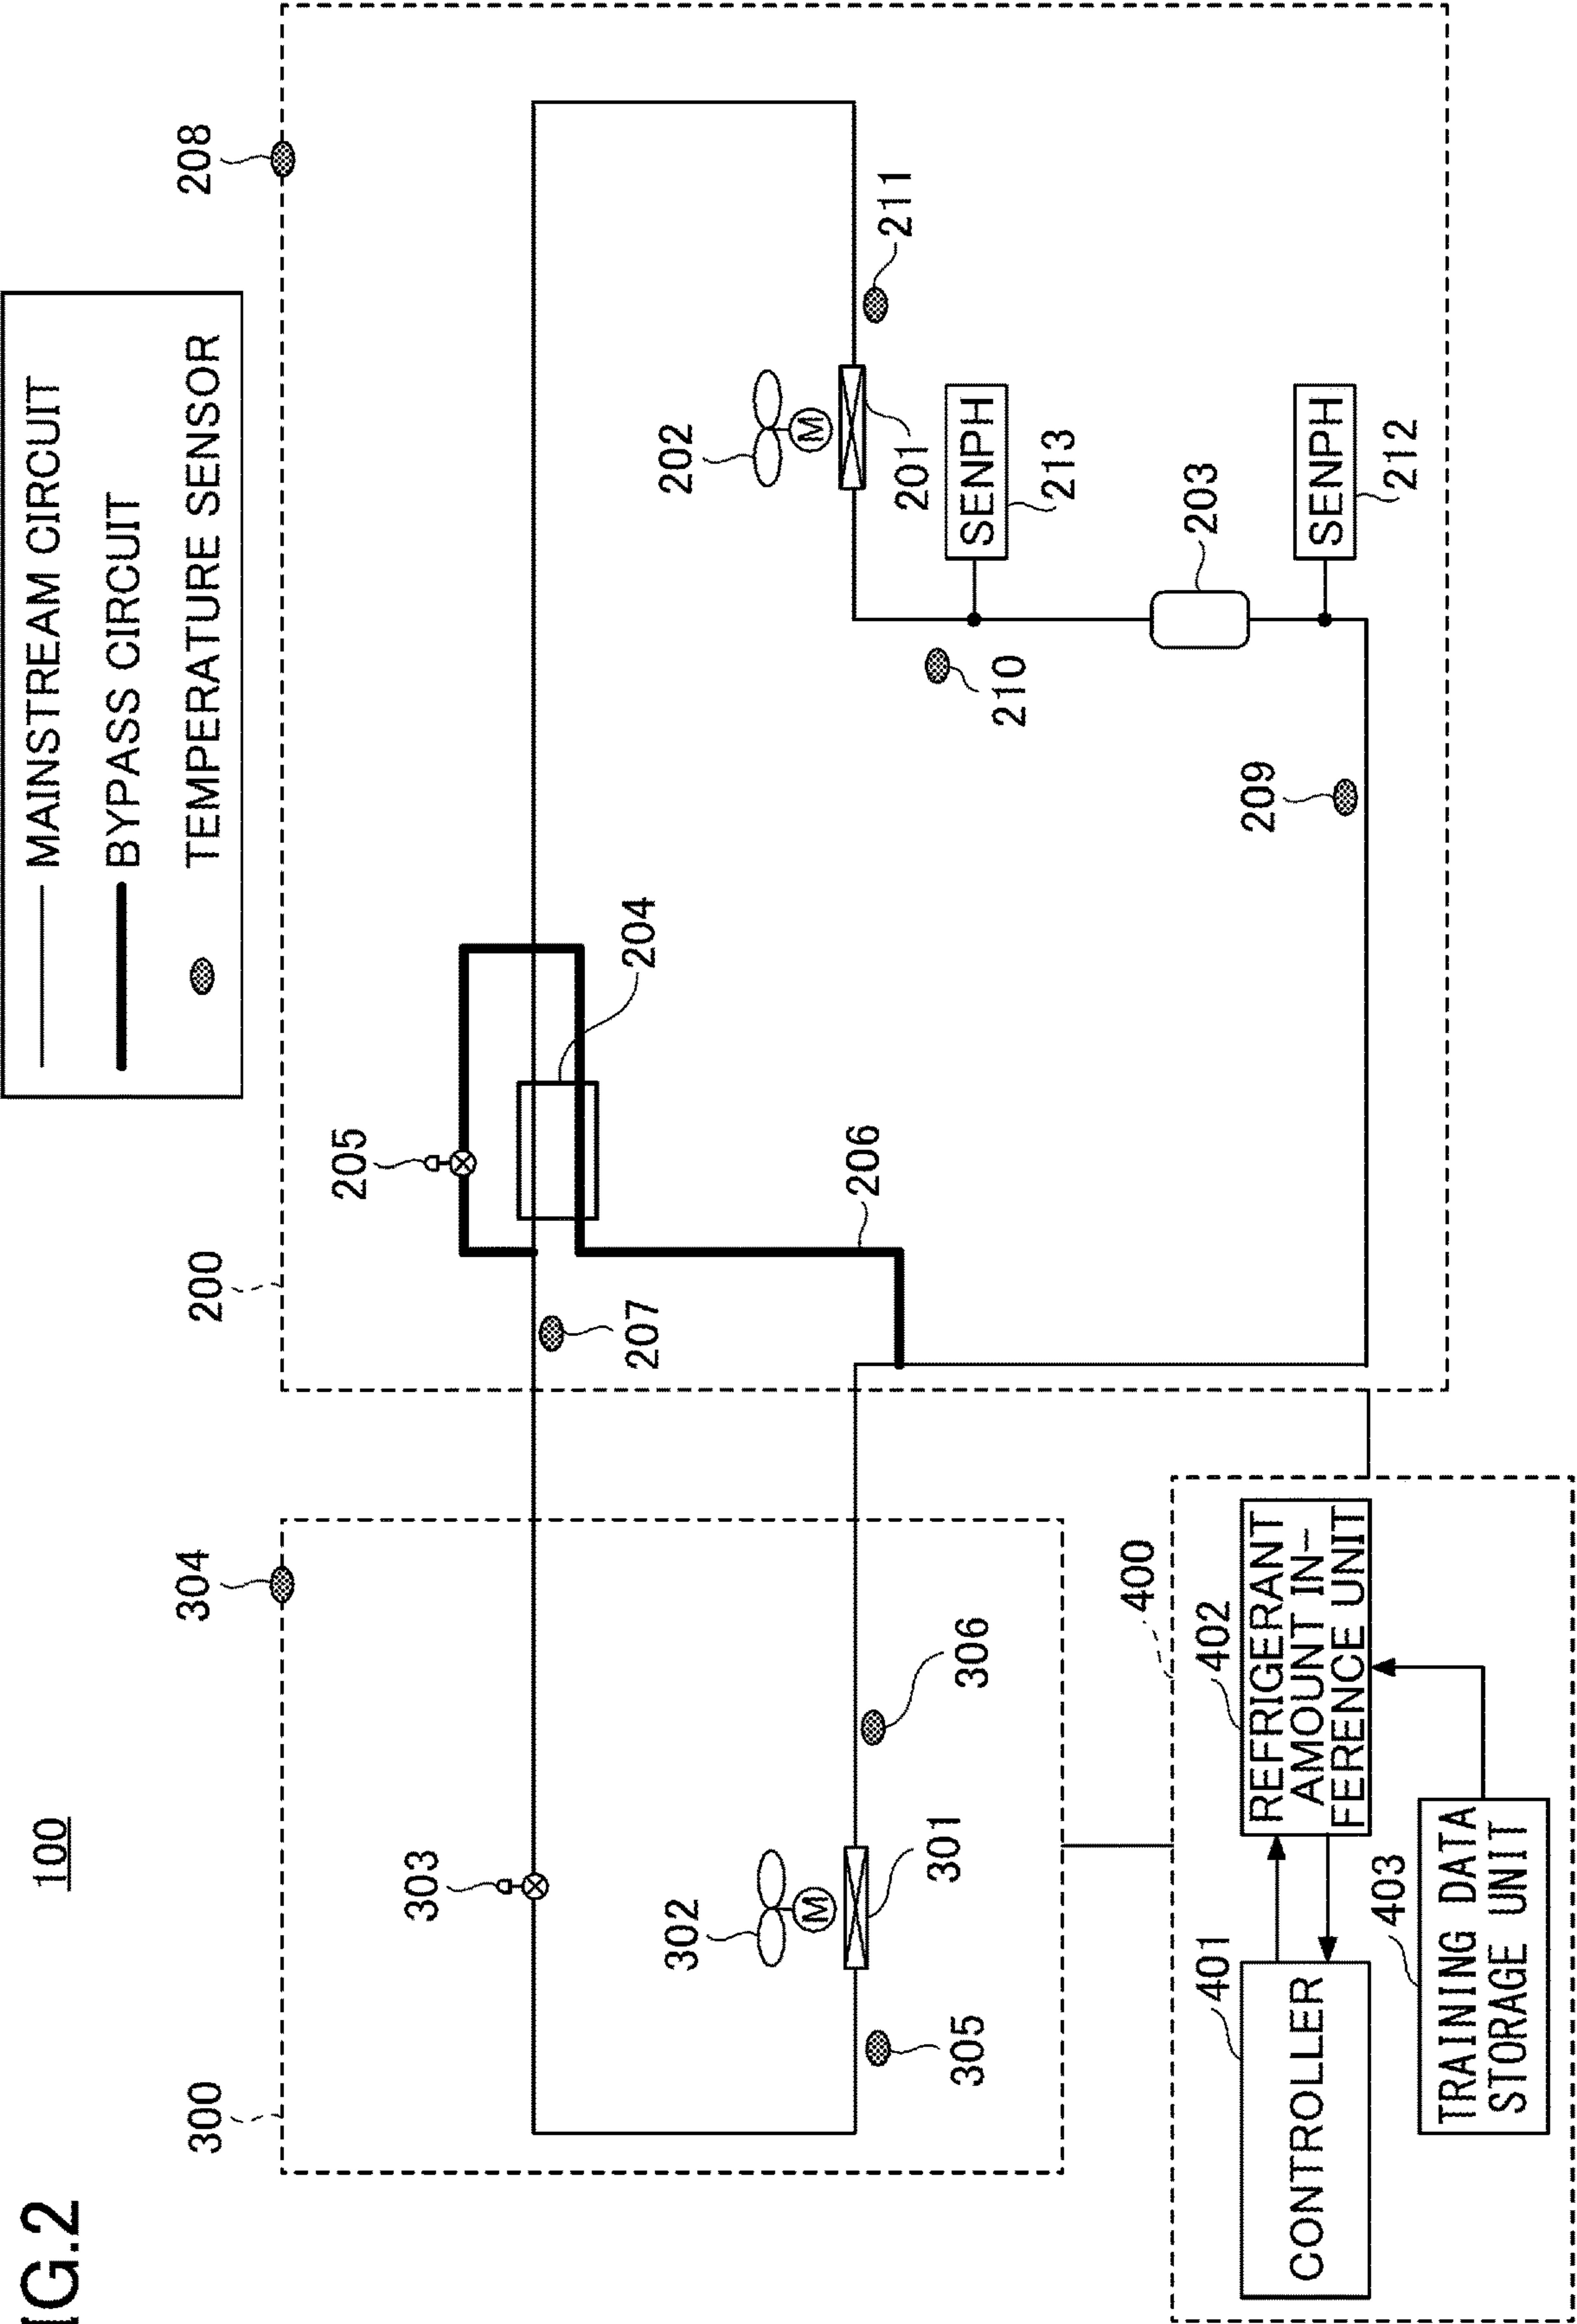 IG.2
100
MAINSTREAM CIRCUIT
BYPASS CIRCUIT
TEMPERATURE SENSOR
300
304
200
208
303
205
207
204
302
M
301
305
306
206
202
M
201
211
210
SENPH
213
203
SENPH
212
209
400
401
CONTROLLER
402
REFRIGERANT
AMOUNT IN-
FERENCE UNIT
403
TRAINING DATA
STORAGE UNIT